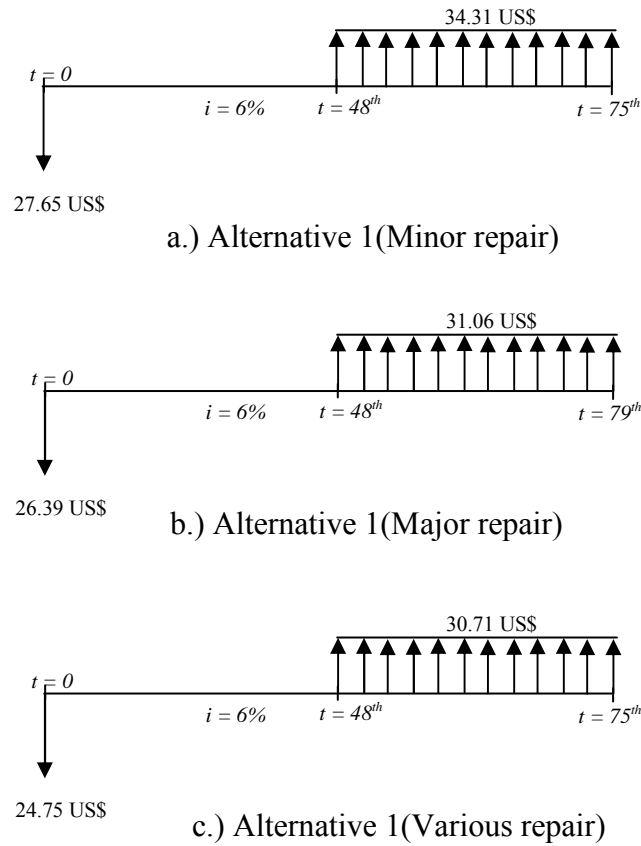 34.31 US$
t = 0
i = 6%
t = 48th
t = 75th
27.65 US$
a.) Alternative 1(Minor repair)
31.06 US$
t = 0
i = 6%
t = 48th
t = 79th
26.39 US$
b.) Alternative 1(Major repair)
30.71 US$
t = 0
i = 6%
t = 48th
t = 75th
24.75 US$
c.) Alternative 1(Various repair)